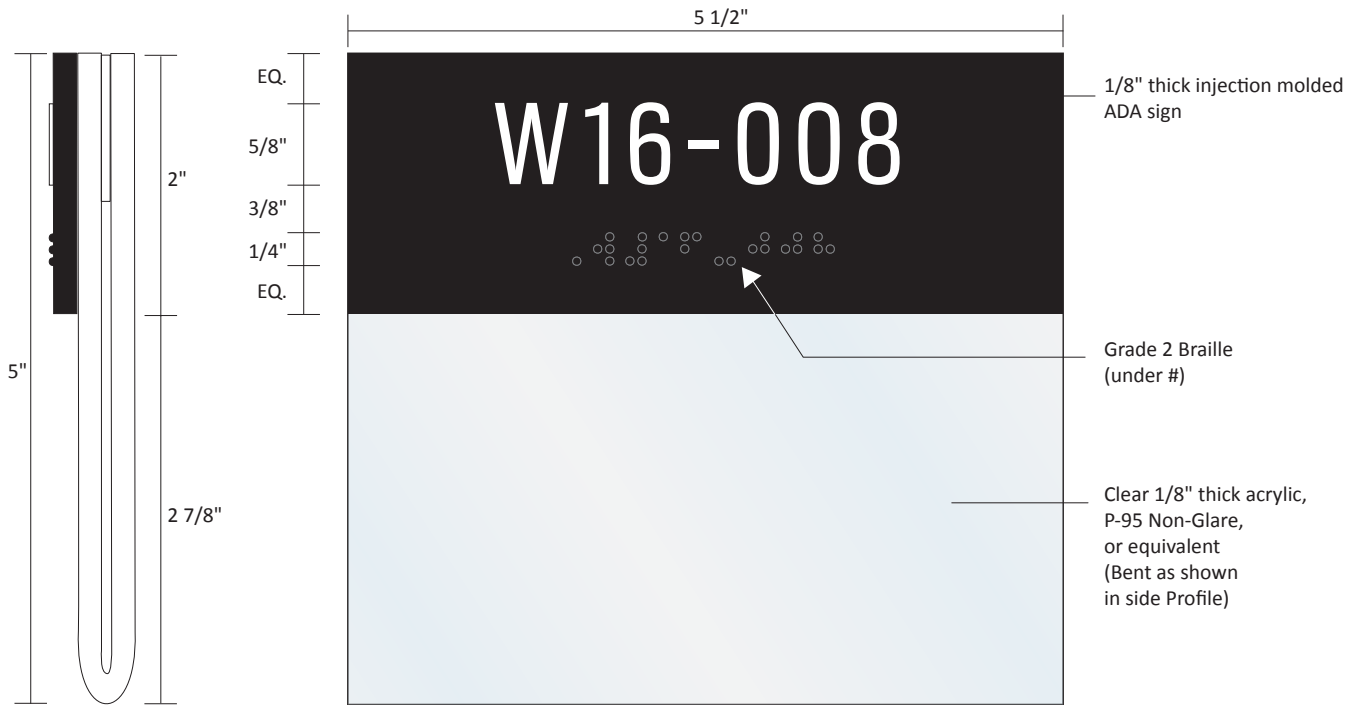 5 1/2"
EQ.
5/8"
3/8"
1/4"
EQ.
2"
5"
2 7/8"
W16-008
⠠⠺⠼⠁⠋⠤⠚⠚⠓
1/8" thick injection molded
ADA sign
Grade 2 Braille
(under #)
Clear 1/8" thick acrylic,
P-95 Non-Glare,
or equivalent
(Bent as shown
in side Profile)